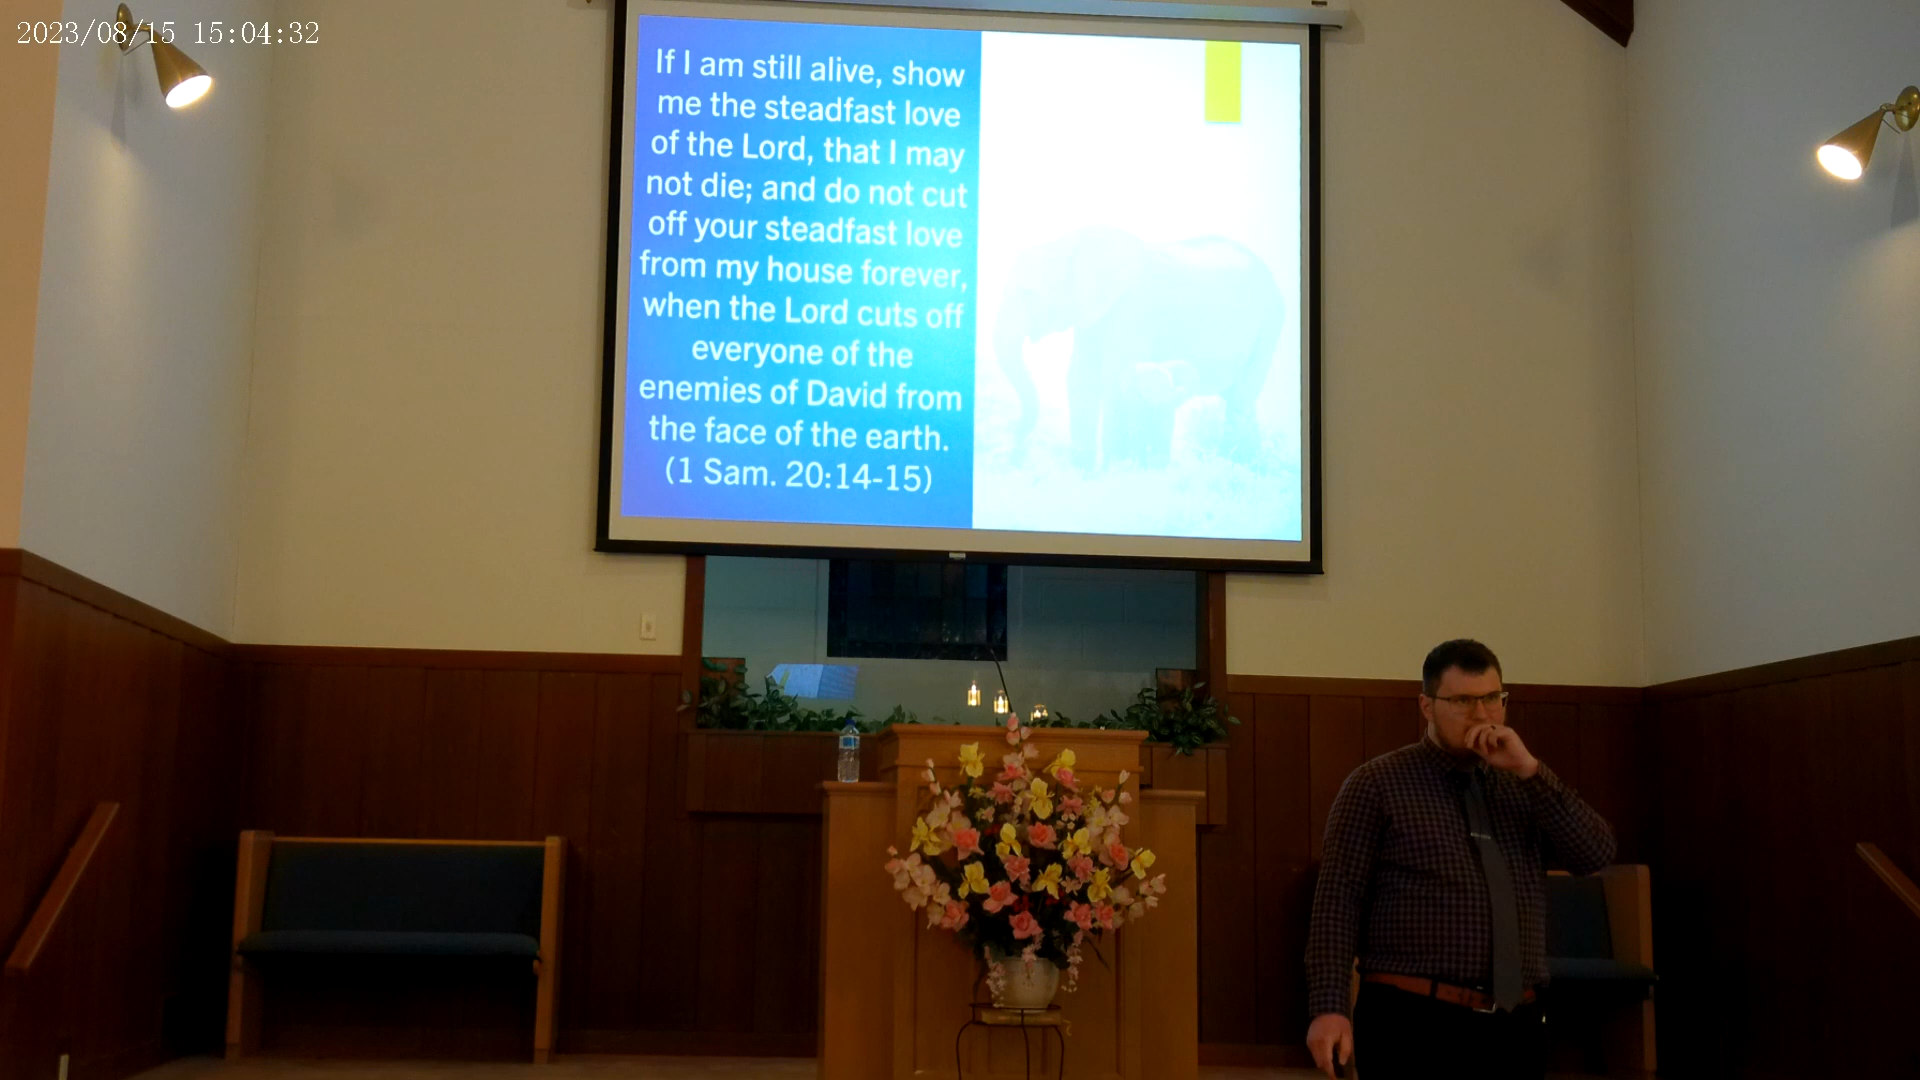 2023/08/15 15:04:32
If I am still alive, show
me the steadfast love
of the Lord, that I may
not die; and do not cut
off your steadfast love
from my house forever,
when the Lord cuts off
everyone of the
enemies of David from
the face of the earth.
(1 Sam. 20:14-15)